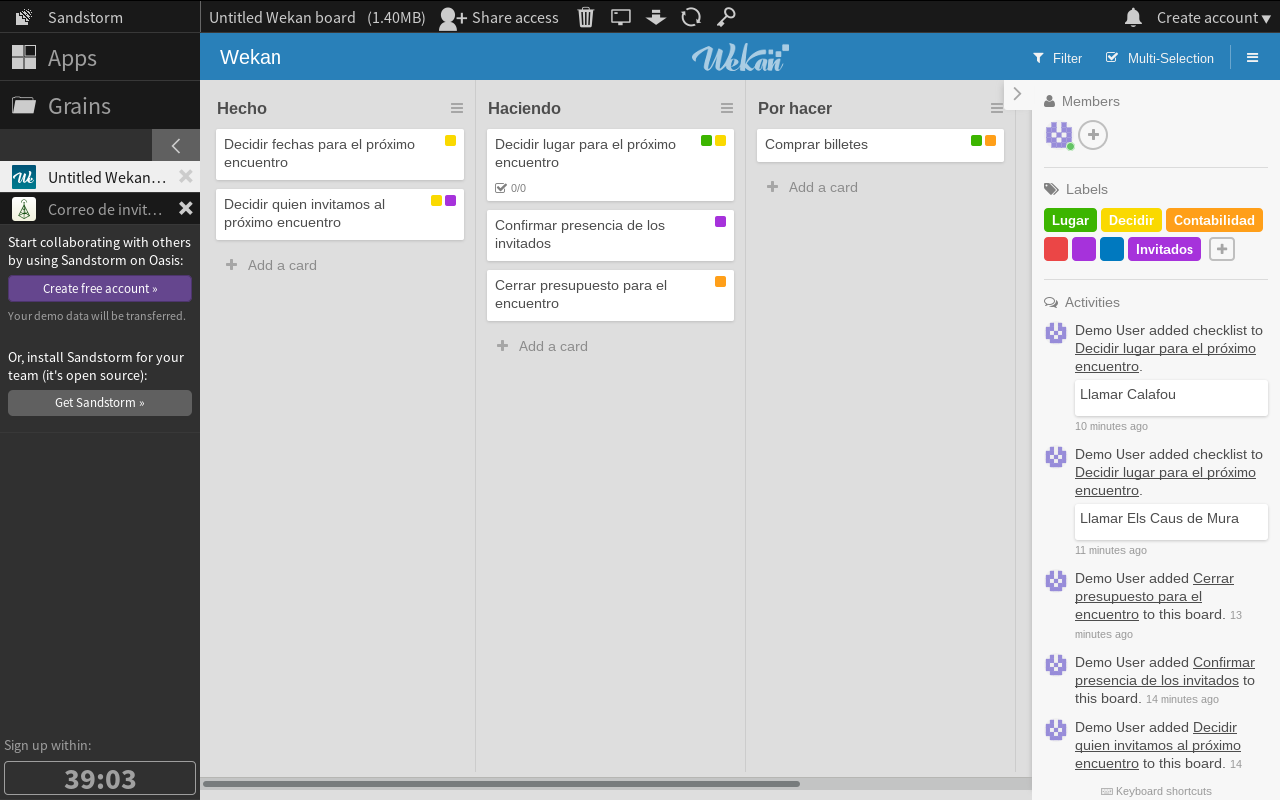 Sandstorm
Untitled Wekan board (1.40MB)
Share access
Create account ▾
Apps
Grains
Untitled Wekan…
Correo de invit…
Start collaborating with others
by using Sandstorm on Oasis:
Create free account »
Your demo data will be transferred.
Or, install Sandstorm for your
team (it's open source):
Get Sandstorm »
Sign up within:
39:03
Wekan
Wekan
Filter
Multi-Selection
Hecho
Decidir fechas para el próximo
encuentro
Decidir quien invitamos al
próximo encuentro
Add a card
Haciendo
Decidir lugar para el próximo
encuentro
0/0
Confirmar presencia de los
invitados
Cerrar presupuesto para el
encuentro
Add a card
Por hacer
Comprar billetes
Add a card
Members
Labels
Lugar
Decidir
Contabilidad
Invitados
Activities
Demo User added checklist to
Decidir lugar para el próximo
encuentro.
Llamar Calafou
10 minutes ago
Demo User added checklist to
Decidir lugar para el próximo
encuentro.
Llamar Els Caus de Mura
11 minutes ago
Demo User added Cerrar
presupuesto para el
encuentro to this board. 13
minutes ago
Demo User added Confirmar
presencia de los invitados to
this board. 14 minutes ago
Demo User added Decidir
quien invitamos al próximo
encuentro to this board. 14
Keyboard shortcuts